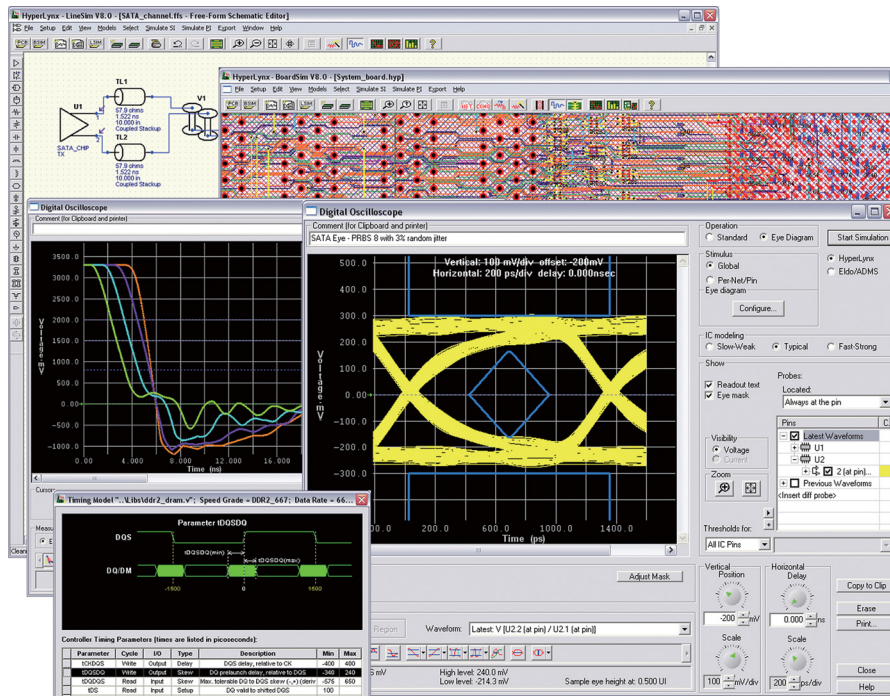 HyperLynx - LineSim V8.0 - [SATA_channel.ffs - Free-Form Schematic Editor]
File Setup Edit View Models Select Simulate SI Simulate PI Export Window Help
TL1
57.9 ohms
1.522 ns
10.000 in
Coupled Stackup
U1
V1
SATA_CHIP
TX
TL2
57.9 ohms
1.522 ns
10.000 in
Coupled Stackup
HyperLynx - BoardSim V8.0 - [System_board.hyp]
File Setup Edit View Models Select Simulate SI Simulate PI Export Help
Digital Oscilloscope
Comment (for Clipboard and printer)
3500.0
3000.0
2500.0
2000.0
1500.0
1000.0
500.0
0.00
-500.0
-1000.0
Voltage-mV
0.00 4.000 8.000 12.000 16.000
Time (ns)
Cursors
Digital Oscilloscope
Comment (for Clipboard and printer)
SATA Eye - PRBS 8 with 3% random jitter
Vertical: 100 mV/div offset: -200mV
Horizontal: 200 ps/div delay: 0.000nsec
500.0
400.0
300.0
200.0
100.0
0.00
-100.0
-200.0
-300.0
Voltage-mV
200.0 600.0 1000.0 1400.0
Time (ps)
Operation
Standard Eye Diagram
Start Simulation
Stimulus
Global
Per-Net/Pin
HyperLynx
Eldo/ADMS
Eye diagram
Configure...
IC modeling
Slow-Weak Typical Fast-Strong
Show
Readout text
Eye mask
Probes:
Located:
Always at the pin
Pins
Latest Waveforms
U1
U2
2 (at pin)...
Previous Waveforms
<Insert diff probe>
Visibility
Voltage
Current
Zoom
Thresholds for:
All IC Pins
Adjust Mask
Region
Waveform: Latest: V [U2.2 (at pin) / U2.1 (at pin)]
High level: 240.0 mV
Low level: -214.3 mV
Sample eye height at: 0.500 UI
Vertical
Position
-200 mV
Scale
100 mV/div
Horizontal
Delay
0.000 ns
Scale
200 ps/div
Copy to Clip
Erase
Print...
Close
Help
Timing Model "..\Libs\ddr2_dram.v"; Speed Grade = DDR2_667; Data Rate = 66...
Parameter tDQSDQ
DQS
tDQSDQ(min)
tDQSDQ(max)
DQ/DM
-1500 0 1500
Controller Timing Parameters (times are listed in picoseconds):
Parameter Cycle I/O Type Description Min Max
tCKDQS Write Output Delay DQS delay, relative to CK -400 400
tDQSDQ Write Output Skew DQ prelaunch delay, relative to DQS -340 240
tDQDQS Read Input Skew Max. tolerable DQ to DQS skew (-,+) (deriv -575 650
tDS Read Input Setup DQ valid to shifted DQS 100